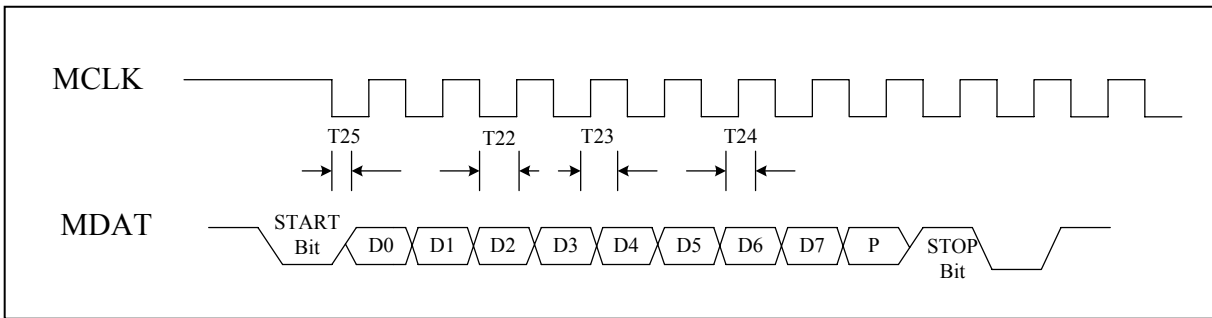 MCLK
T25 T22 T23 T24
MDAT
START
Bit
D0 D1 D2 D3 D4 D5 D6 D7 P
STOP
Bit